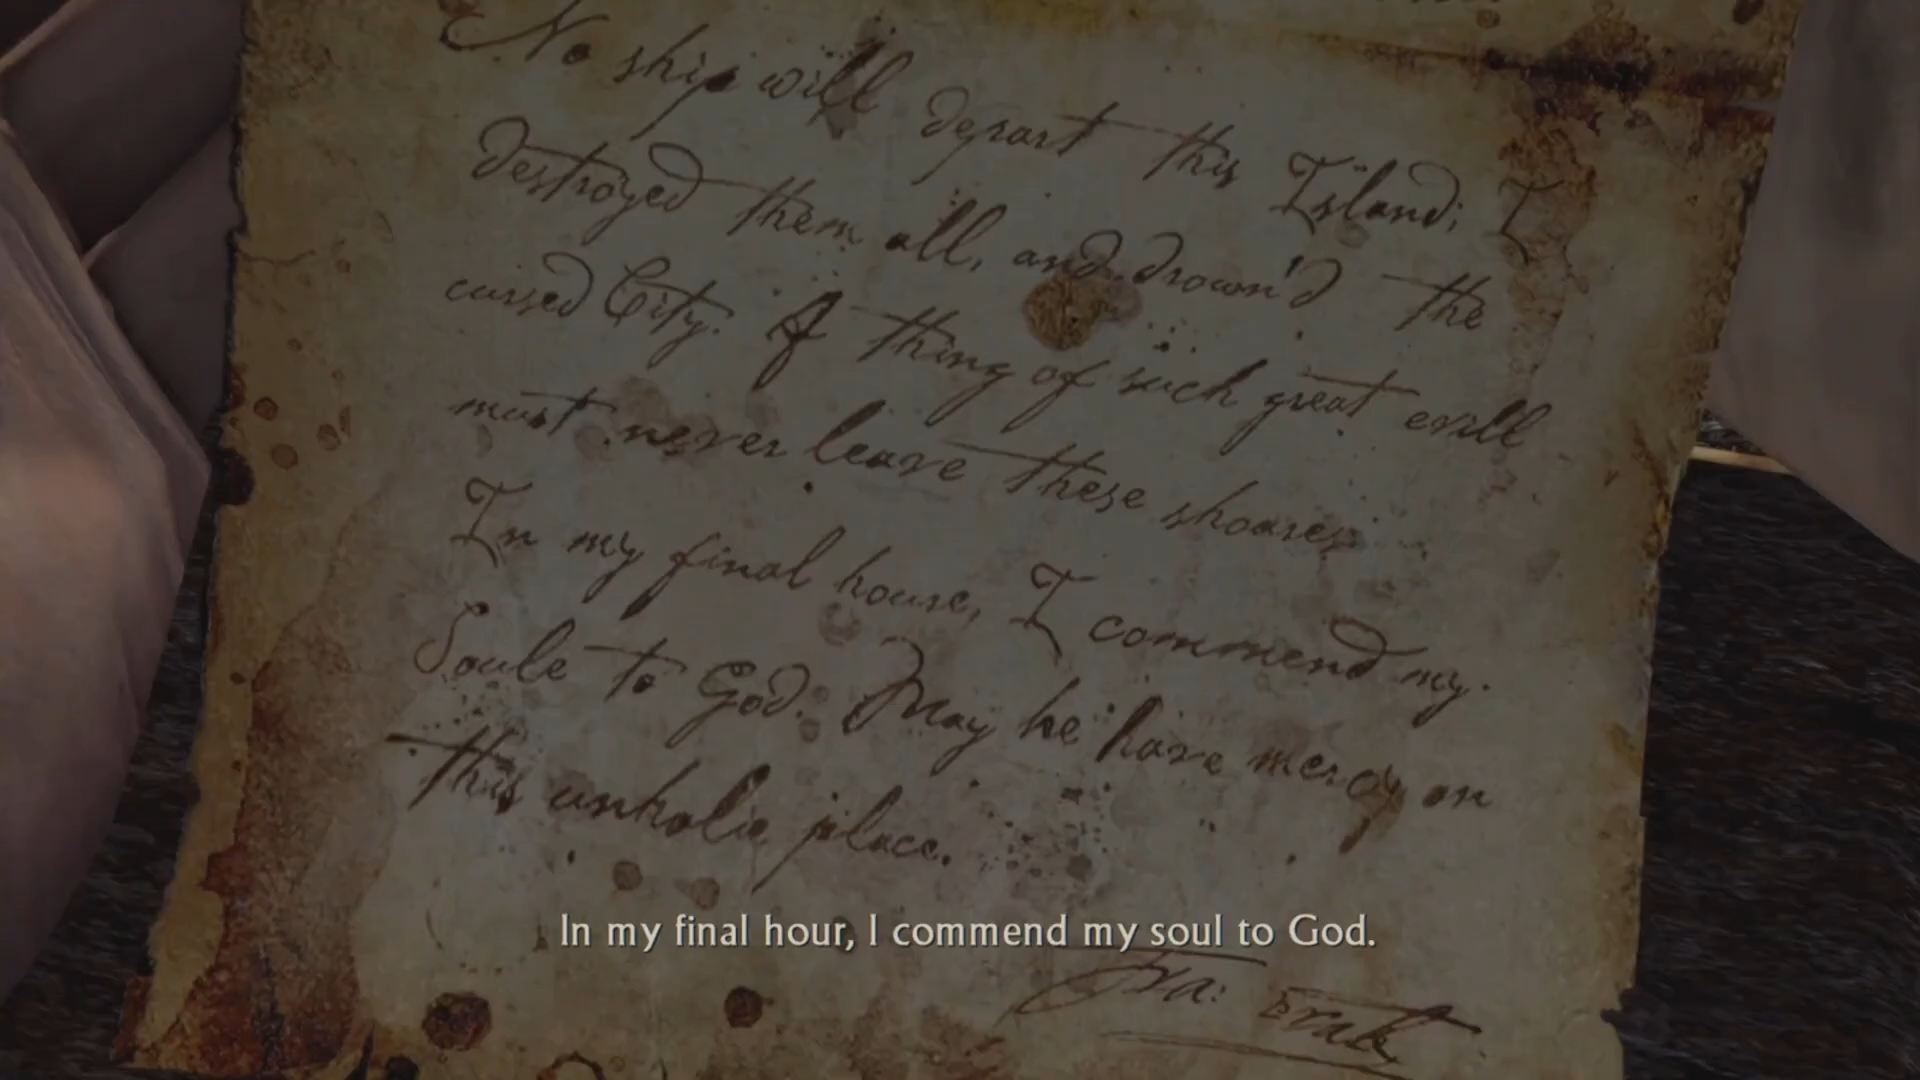 No ship will depart this Island; I
destroyed them all, and drown'd the
cursed City. A thing of such great evill
must never leave these shoares
In my final houre, I commend my
Soule to God. May he have mercy on
this unholie place.
In my final hour, I commend my soul to God.
Fra: Drake